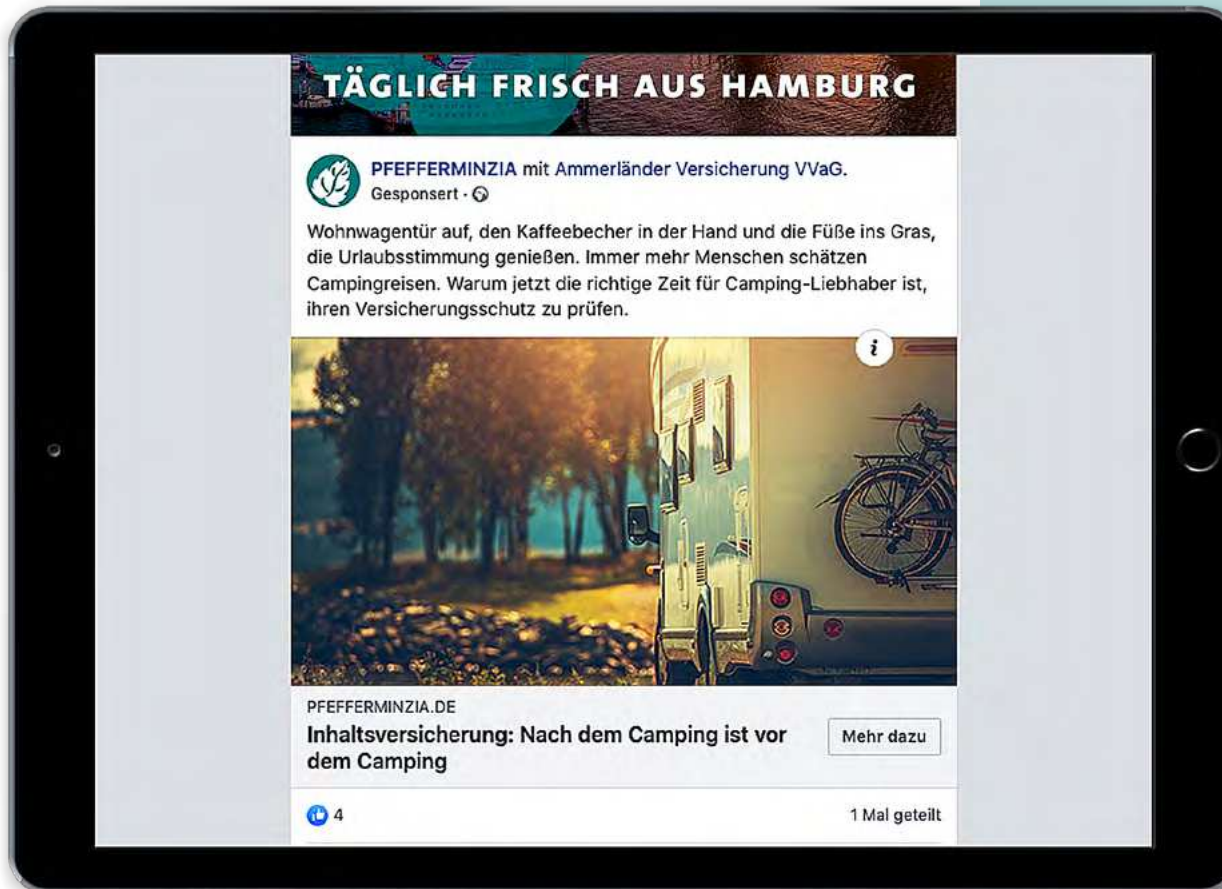 TÄGLICH FRISCH AUS HAMBURG
PFEFFERMINZIA mit Ammerländer Versicherung VVaG.
Gesponsert ·
Wohnwagentür auf, den Kaffeebecher in der Hand und die Füße ins Gras,
die Urlaubsstimmung genießen. Immer mehr Menschen schätzen
Campingreisen. Warum jetzt die richtige Zeit für Camping-Liebhaber ist,
ihren Versicherungsschutz zu prüfen.
i
PFEFFERMINZIA.DE
Inhaltsversicherung: Nach dem Camping ist vor
dem Camping
Mehr dazu
4
1 Mal geteilt